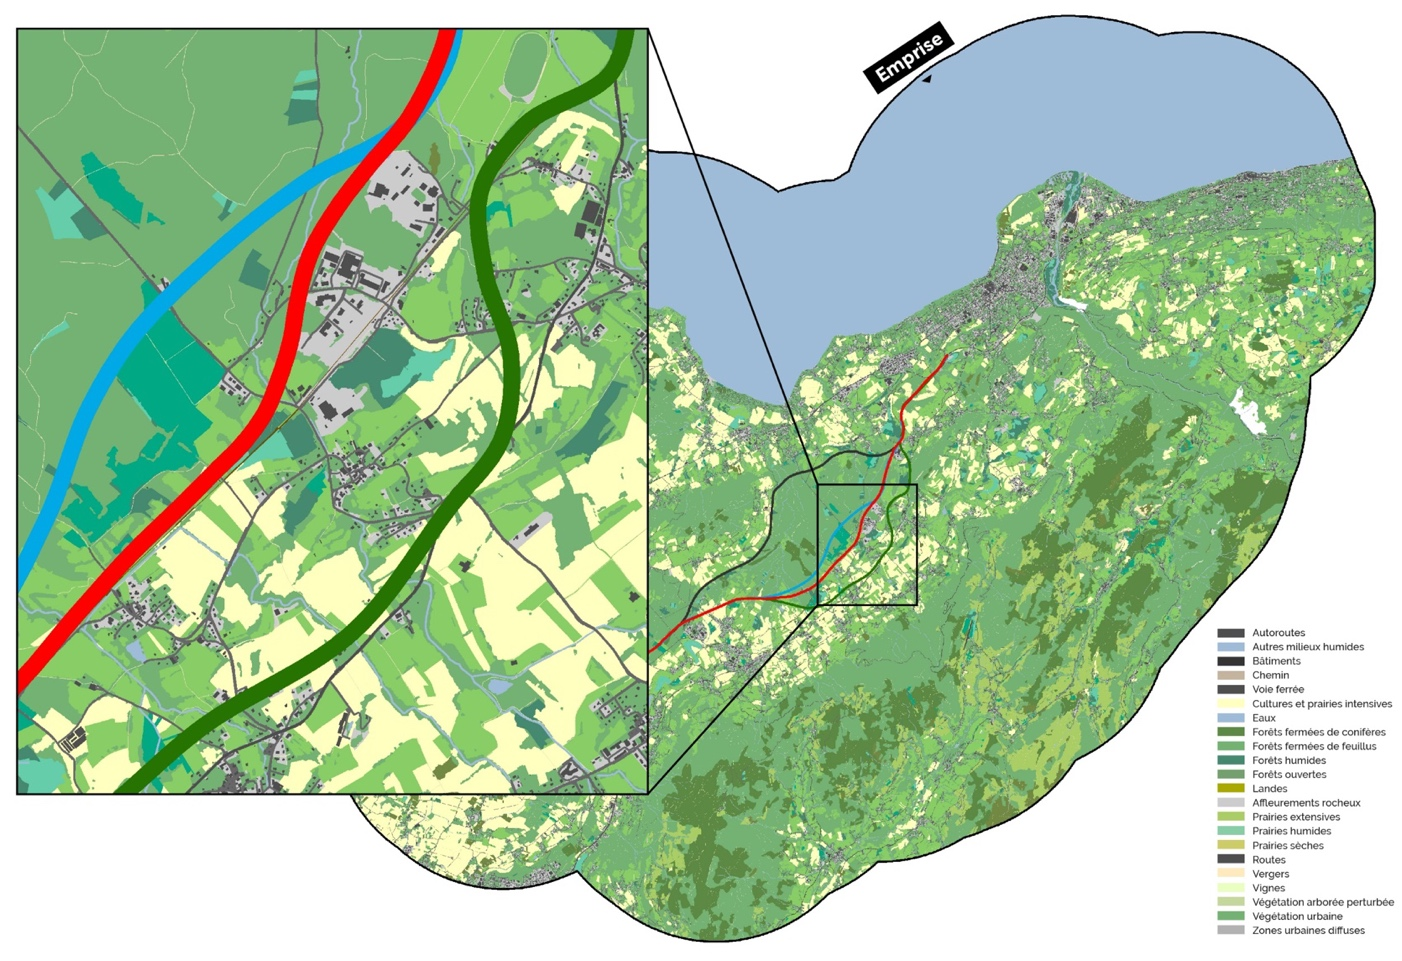 Emprise
Autoroutes
Autres milieux humides
Bâtiments
Chemin
Voie ferrée
Cultures et prairies intensives
Eaux
Forêts fermées de conifères
Forêts fermées de feuillus
Forêts humides
Forêts ouvertes
Landes
Affleurements rocheux
Prairies extensives
Prairies humides
Prairies sèches
Routes
Vergers
Vignes
Végétation arborée perturbée
Végétation urbaine
Zones urbaines diffuses